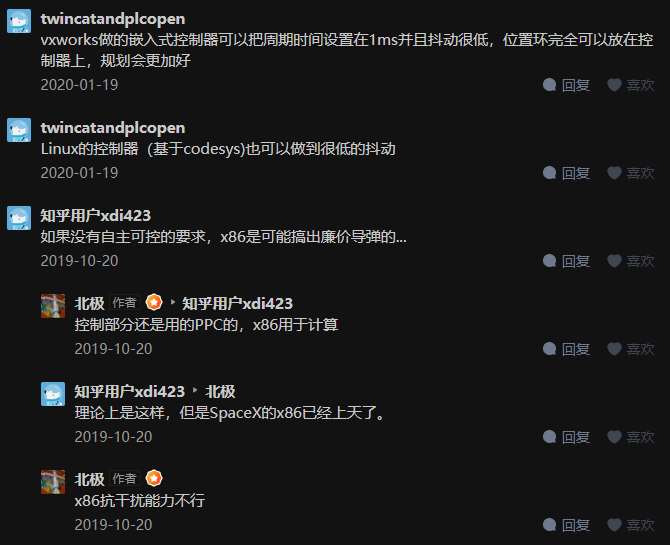 twincatandplcopen
vxworks做的嵌入式控制器可以把周期时间设置在1ms并且抖动很低，位置环完全可以放在控
制器上，规划会更加好
2020-01-19 回复 喜欢
twincatandplcopen
Linux的控制器（基于codesys)也可以做到很低的抖动
2020-01-19 回复 喜欢
知乎用户xdi423
如果没有自主可控的要求，x86是可能搞出廉价导弹的...
2019-10-20 回复 喜欢
北极 作者 知乎用户xdi423
控制部分还是用的PPC的，x86用于计算
2019-10-20 回复 喜欢
知乎用户xdi423 北极
理论上是这样，但是SpaceX的x86已经上天了。
2019-10-20 回复 喜欢
北极 作者
x86抗干扰能力不行
2019-10-20 回复 喜欢